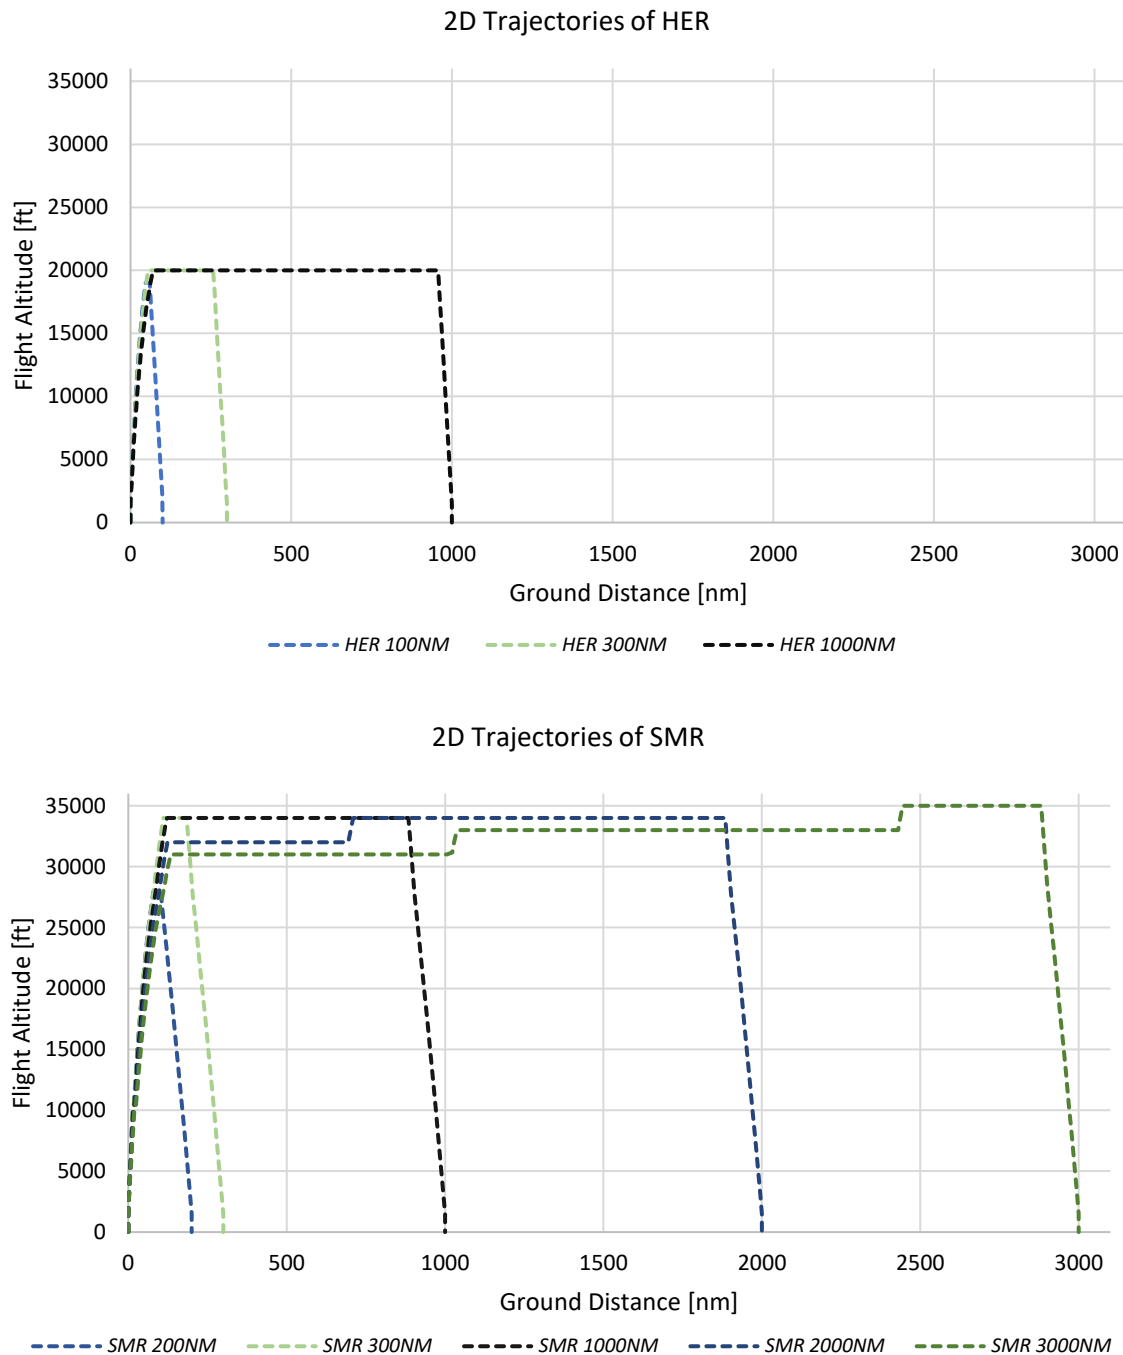 2D Trajectories of HER
35000
30000
25000
20000
15000
10000
5000
0
Flight Altitude [ft]
0 500 1000 1500 2000 2500 3000
Ground Distance [nm]
HER 100NM HER 300NM HER 1000NM
2D Trajectories of SMR
35000
30000
25000
20000
15000
10000
5000
0
Flight Altitude [ft]
0 500 1000 1500 2000 2500 3000
Ground Distance [nm]
SMR 200NM SMR 300NM SMR 1000NM SMR 2000NM SMR 3000NM